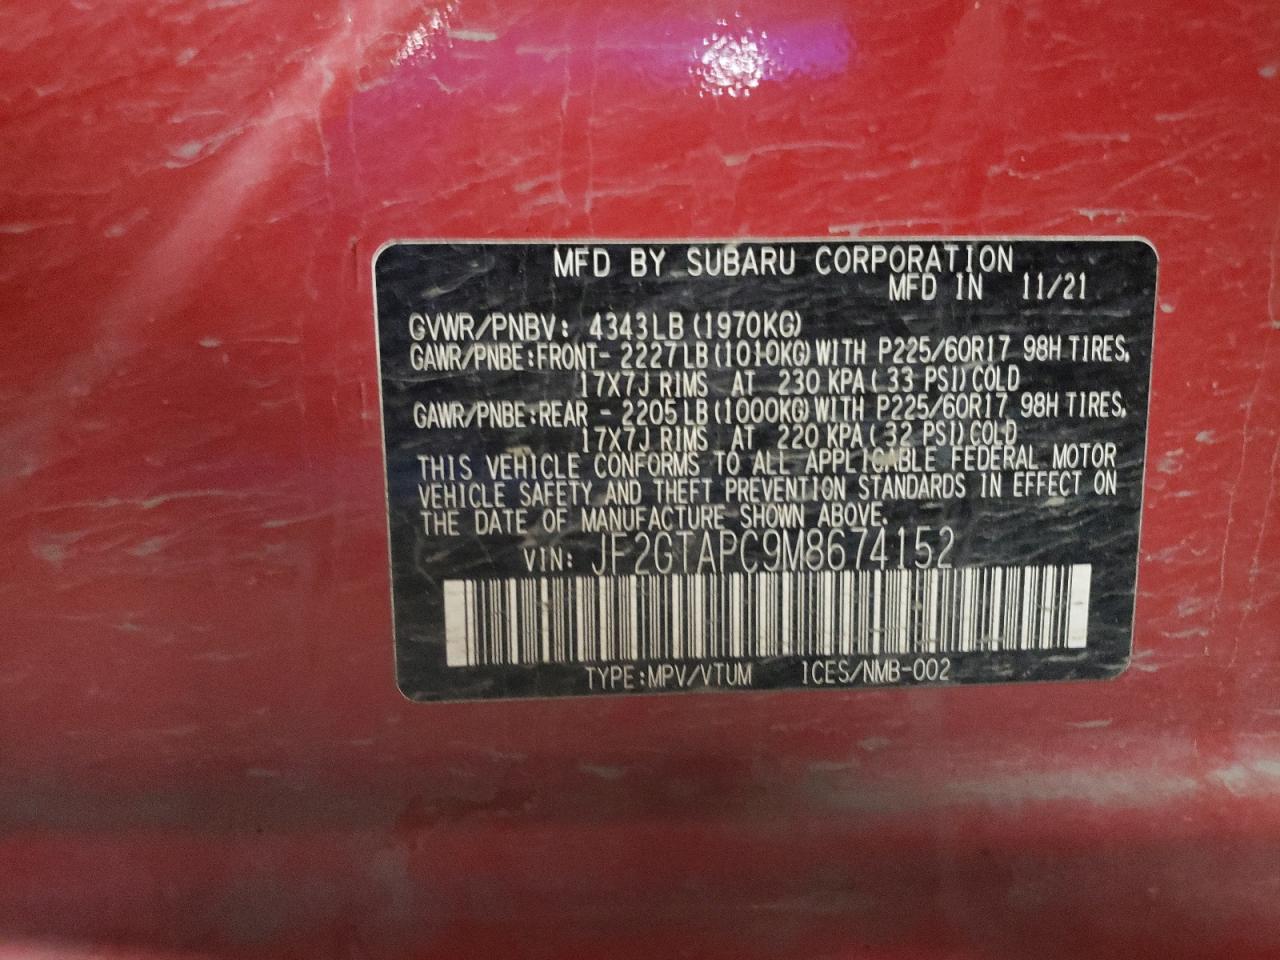 MFD BY SUBARU CORPORATION
MFD IN 11/21
GVWR/PNBV: 4343LB(1970KG)
GAWR/PNBE:FRONT- 2227LB(1010KG)WITH P225/60R17 98H TIRES,
17X7J RIMS AT 230 KPA( 33 PSI)COLD
GAWR/PNBE:REAR - 2205LB(1000KG)WITH P225/60R17 98H TIRES,
17X7J RIMS AT 220 KPA( 32 PSI)COLD
THIS VEHICLE CONFORMS TO ALL APPLICABLE FEDERAL MOTOR
VEHICLE SAFETY AND THEFT PREVENTION STANDARDS IN EFFECT ON
THE DATE OF MANUFACTURE SHOWN ABOVE.
VIN: JF2GTAPC9M8674152
TYPE:MPV/VTUM ICES/NMB-002